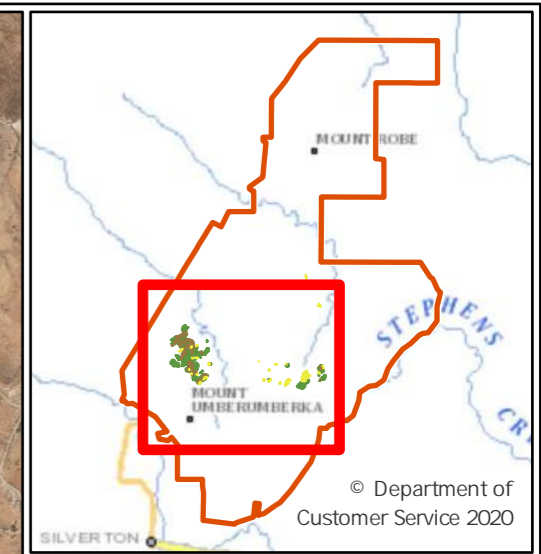 MOUNT ROBE
STEPHENS
CR
MOUNT
UMBERUMBERKA
© Department of
Customer Service 2020
SILVERTON